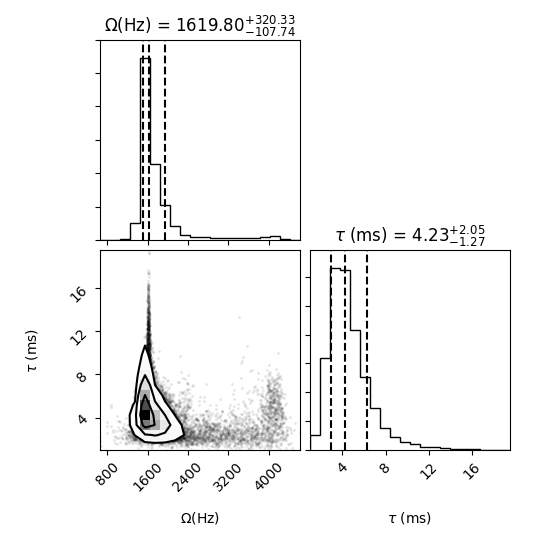 Ω(Hz) = 1619.80+320.33−107.74
τ (ms) = 4.23+2.05−1.27
16
12
8
4
τ (ms)
800
1600
2400
3200
4000
Ω(Hz)
4
8
12
16
τ (ms)